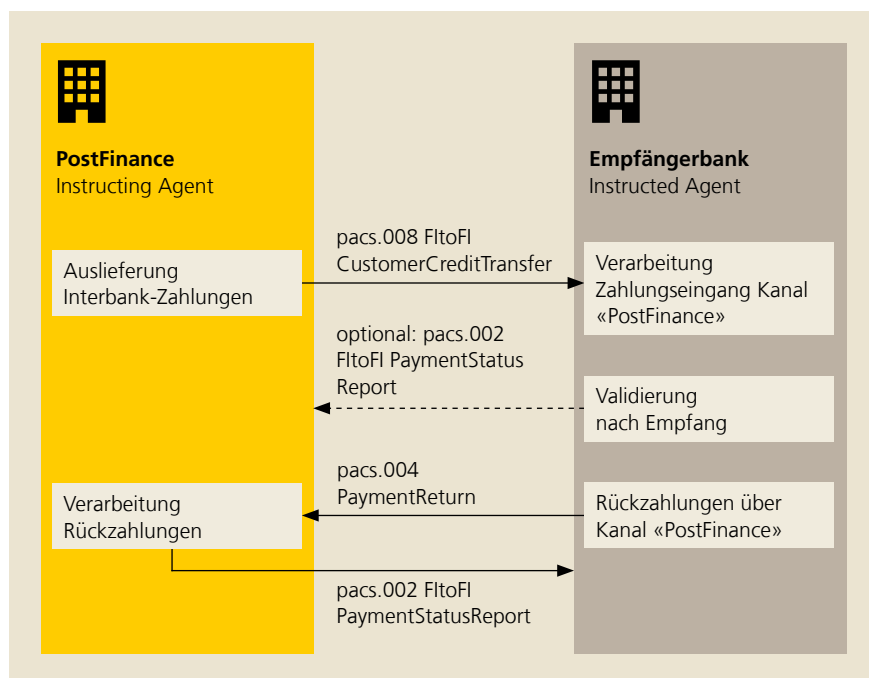 PostFinance
Instructing Agent
Empfängerbank
Instructed Agent
pacs.008 FItoFI
CustomerCreditTransfer
Auslieferung
Interbank-Zahlungen
Verarbeitung
Zahlungseingang Kanal
«PostFinance»
optional: pacs.002
FItoFI PaymentStatus
Report
Validierung
nach Empfang
pacs.004
PaymentReturn
Verarbeitung
Rückzahlungen
Rückzahlungen über
Kanal «PostFinance»
pacs.002 FItoFI
PaymentStatusReport